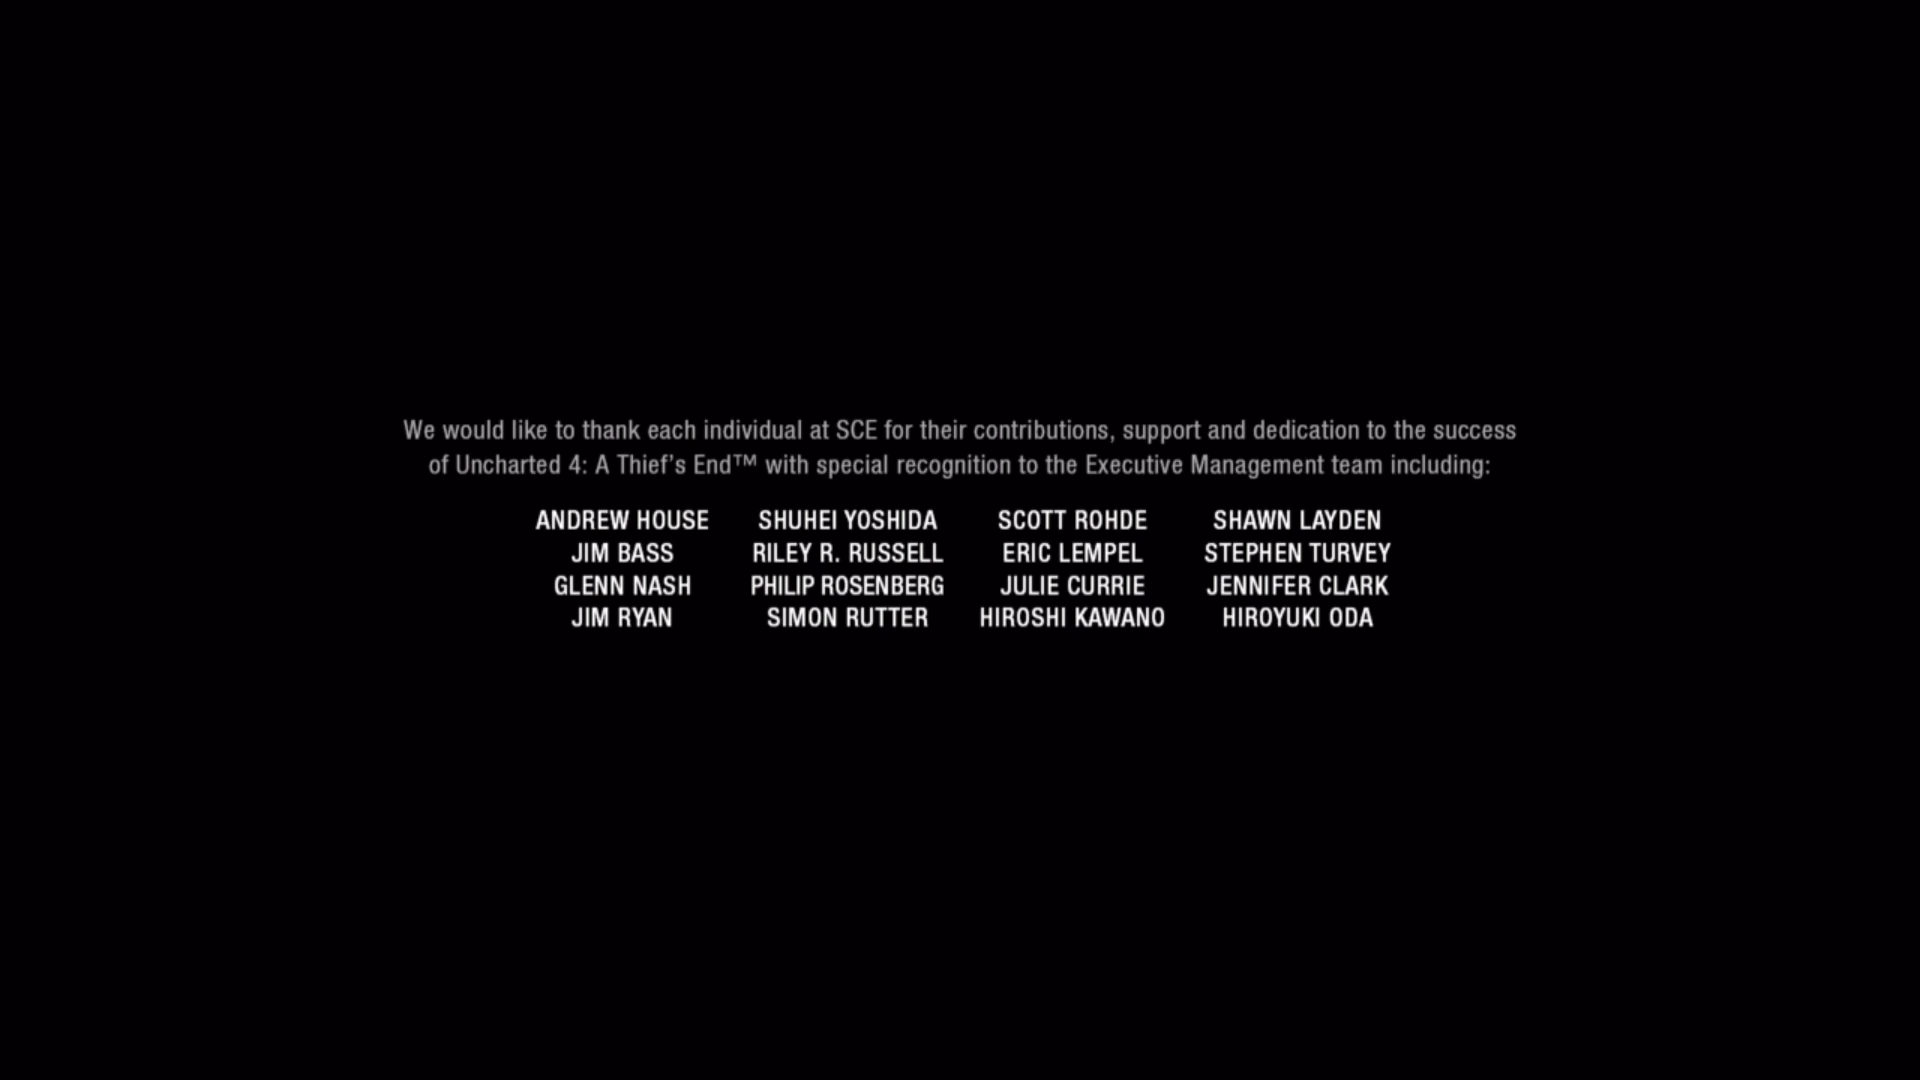 We would like to thank each individual at SCE for their contributions, support and dedication to the success
of Uncharted 4: A Thief's End™ with special recognition to the Executive Management team including:
ANDREW HOUSE SHUHEI YOSHIDA SCOTT ROHDE SHAWN LAYDEN
JIM BASS RILEY R. RUSSELL ERIC LEMPEL STEPHEN TURVEY
GLENN NASH PHILIP ROSENBERG JULIE CURRIE JENNIFER CLARK
JIM RYAN SIMON RUTTER HIROSHI KAWANO HIROYUKI ODA